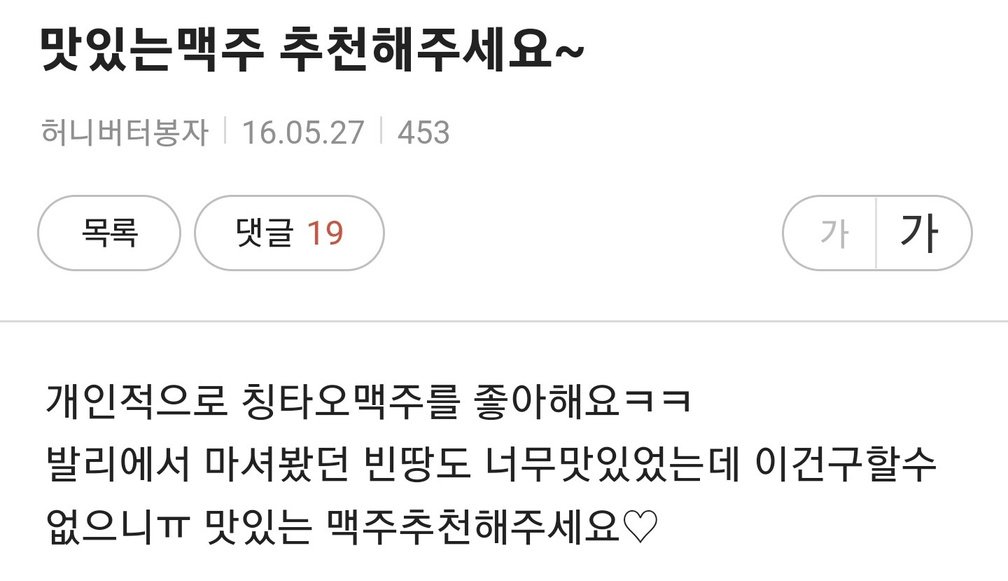 맛있는맥주 추천해주세요~
허니버터봉자 16.05.27 453
목록 댓글 19 가 가
개인적으로 칭타오맥주를 좋아해요ㅋㅋ
발리에서 마셔봤던 빈땅도 너무맛있었는데 이건구할수
없으니ㅠ 맛있는 맥주추천해주세요♡